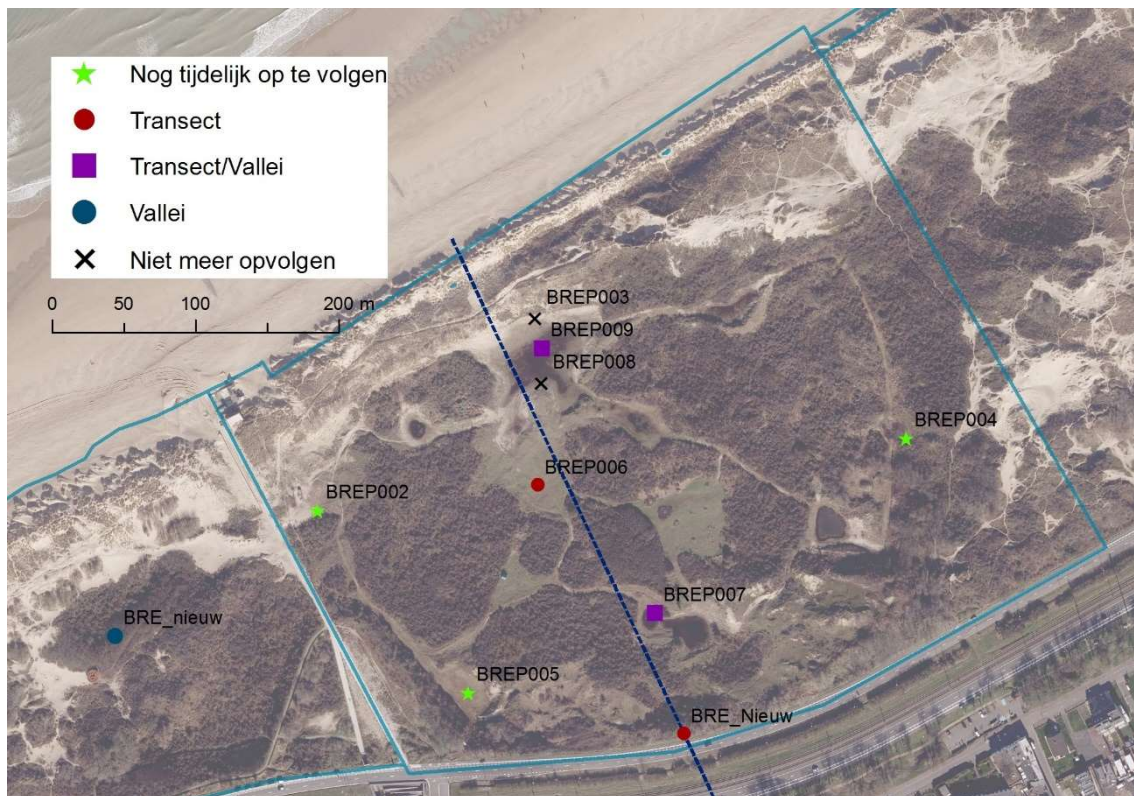 Nog tijdelijk op te volgen
Transect
Transect/Vallei
Vallei
Niet meer opvolgen
0 50 100 200 m
BREP003
BREP009
BREP008
BREP004
BREP006
BREP002
BREP007
BRE_nieuw
BREP005
BRE_Nieuw